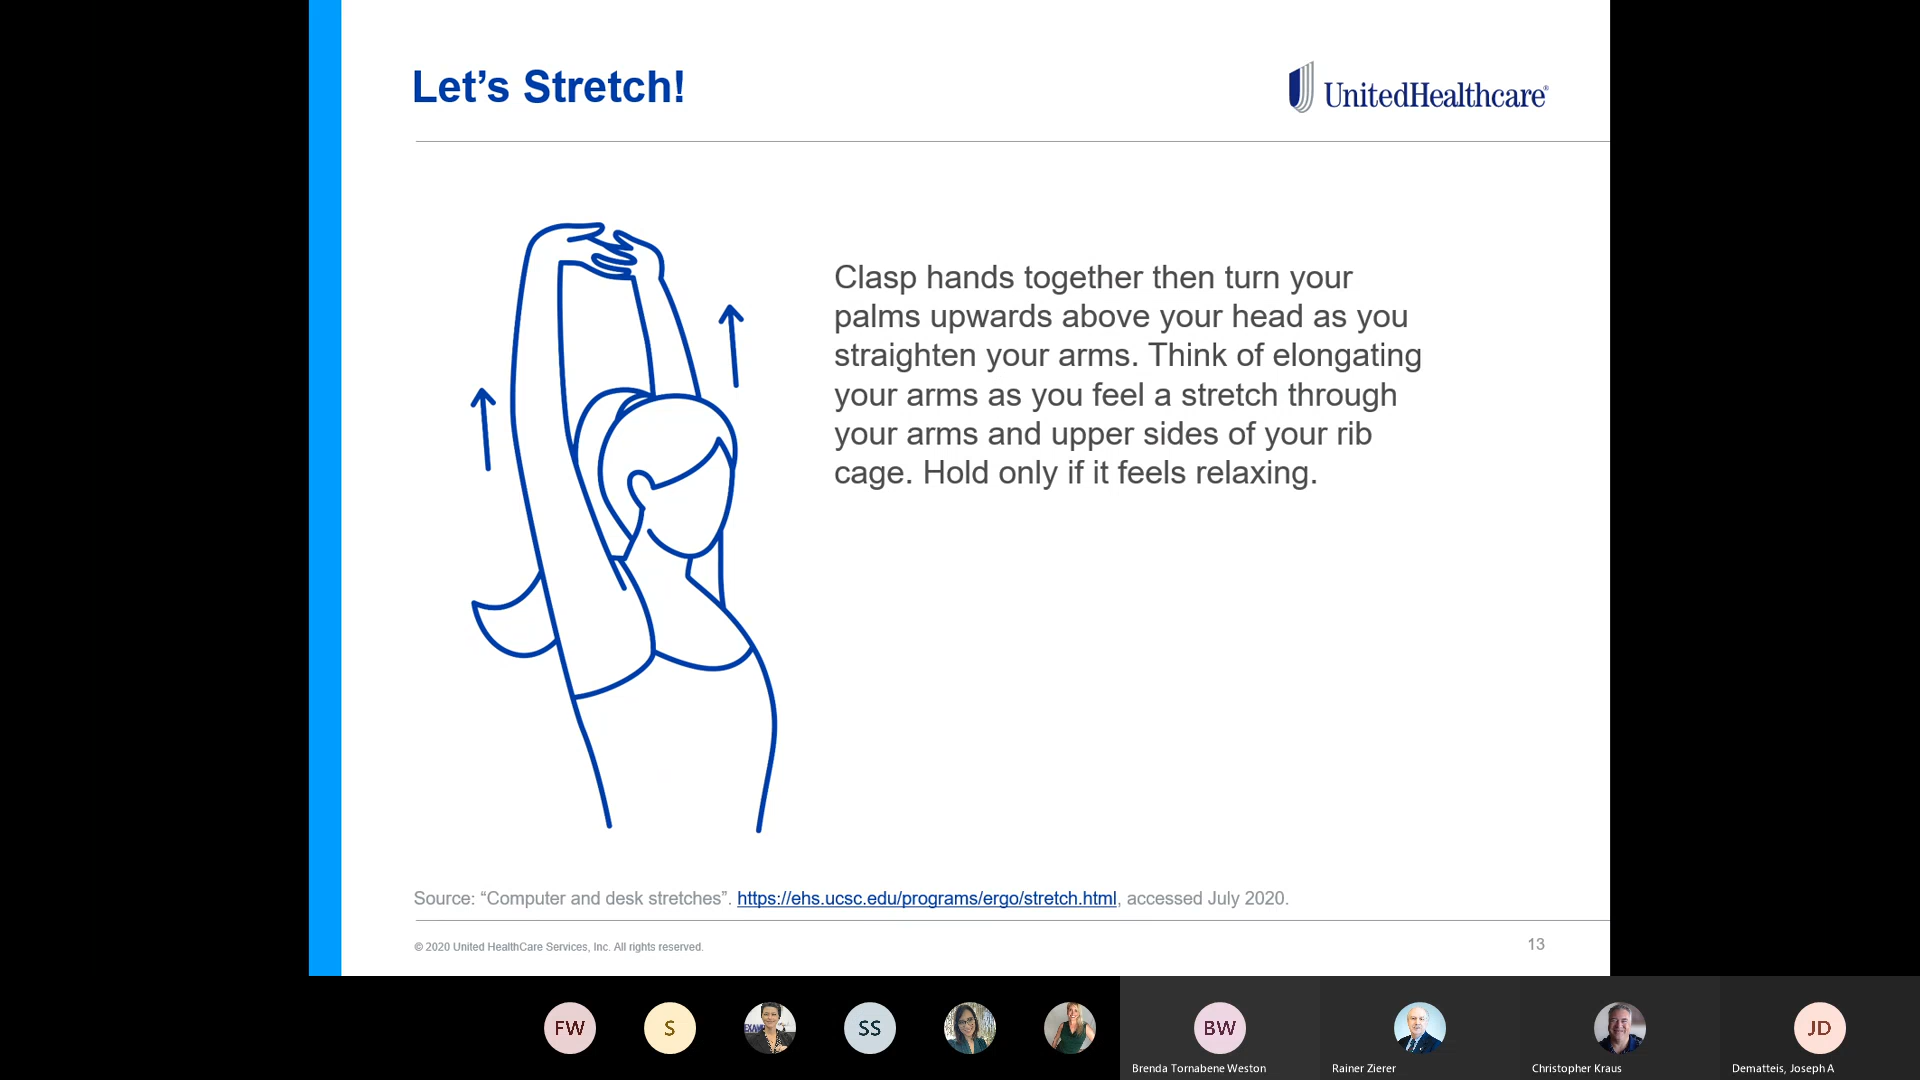 Let’s Stretch!
UnitedHealthcare®
Clasp hands together then turn your
palms upwards above your head as you
straighten your arms. Think of elongating
your arms as you feel a stretch through
your arms and upper sides of your rib
cage. Hold only if it feels relaxing.
Source: “Computer and desk stretches”. https://ehs.ucsc.edu/programs/ergo/stretch.html, accessed July 2020.
© 2020 United HealthCare Services, Inc. All rights reserved.
13
FW
S
SS
BW
JD
Brenda Tornabene Weston
Rainer Zierer
Christopher Kraus
Dematteis, Joseph A